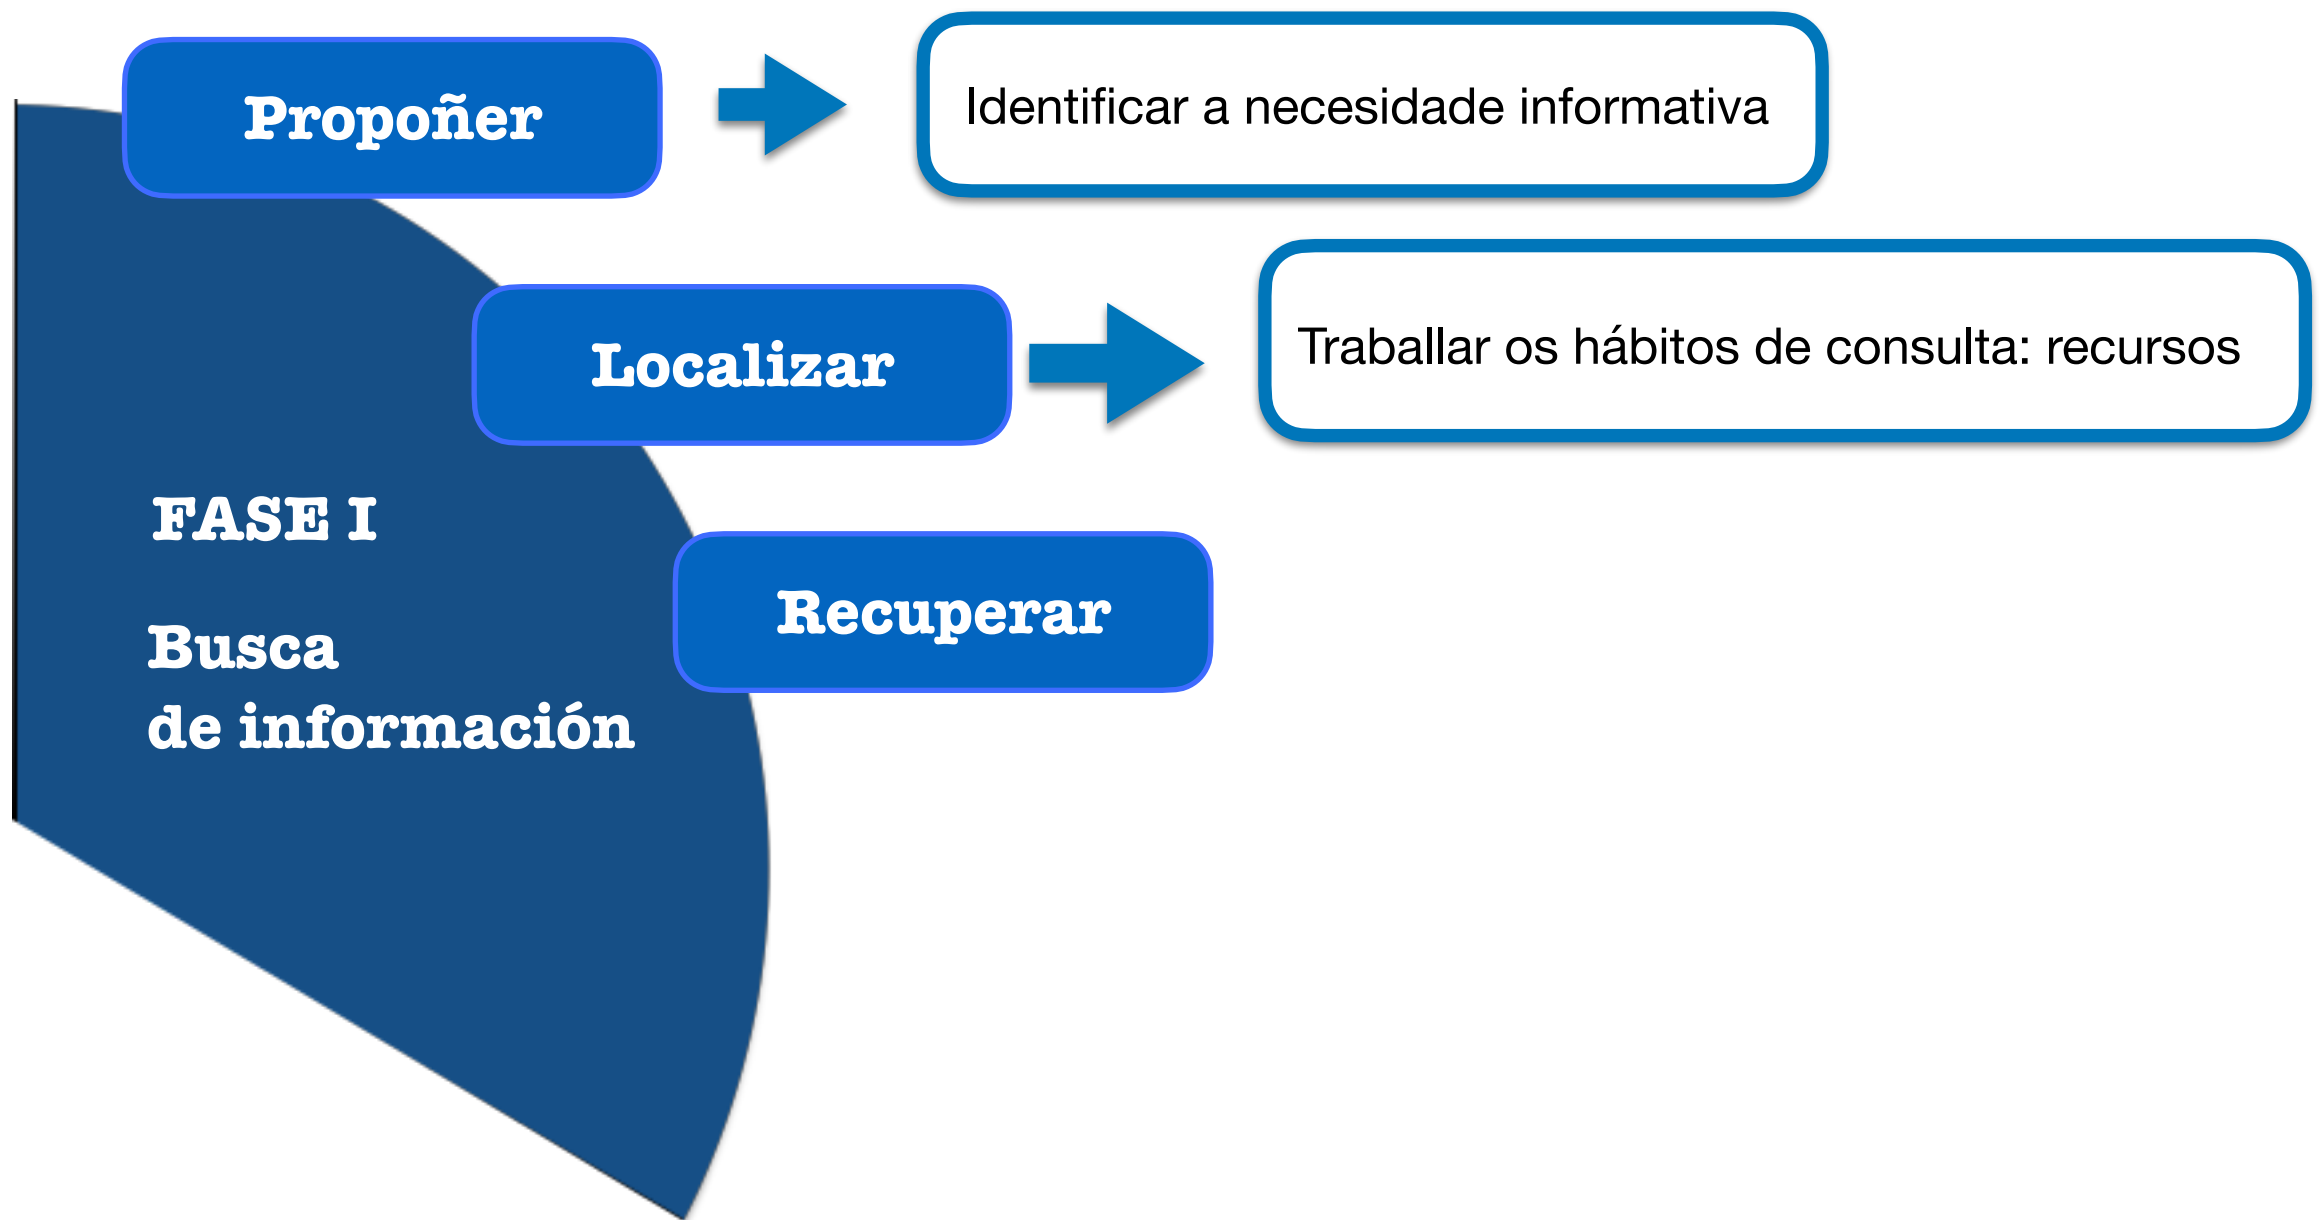 Propoñer
Identificar a necesidade informativa
Localizar
Traballar os hábitos de consulta: recursos
FASE I
Recuperar
Busca
de información